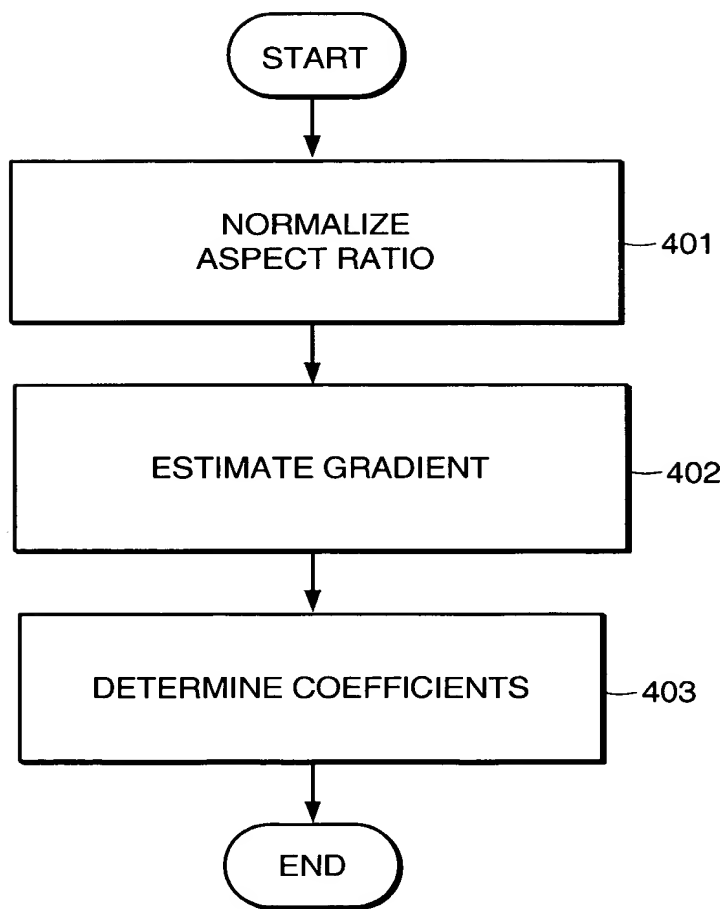 START
NORMALIZE
ASPECT RATIO
401
ESTIMATE GRADIENT
402
DETERMINE COEFFICIENTS
403
END